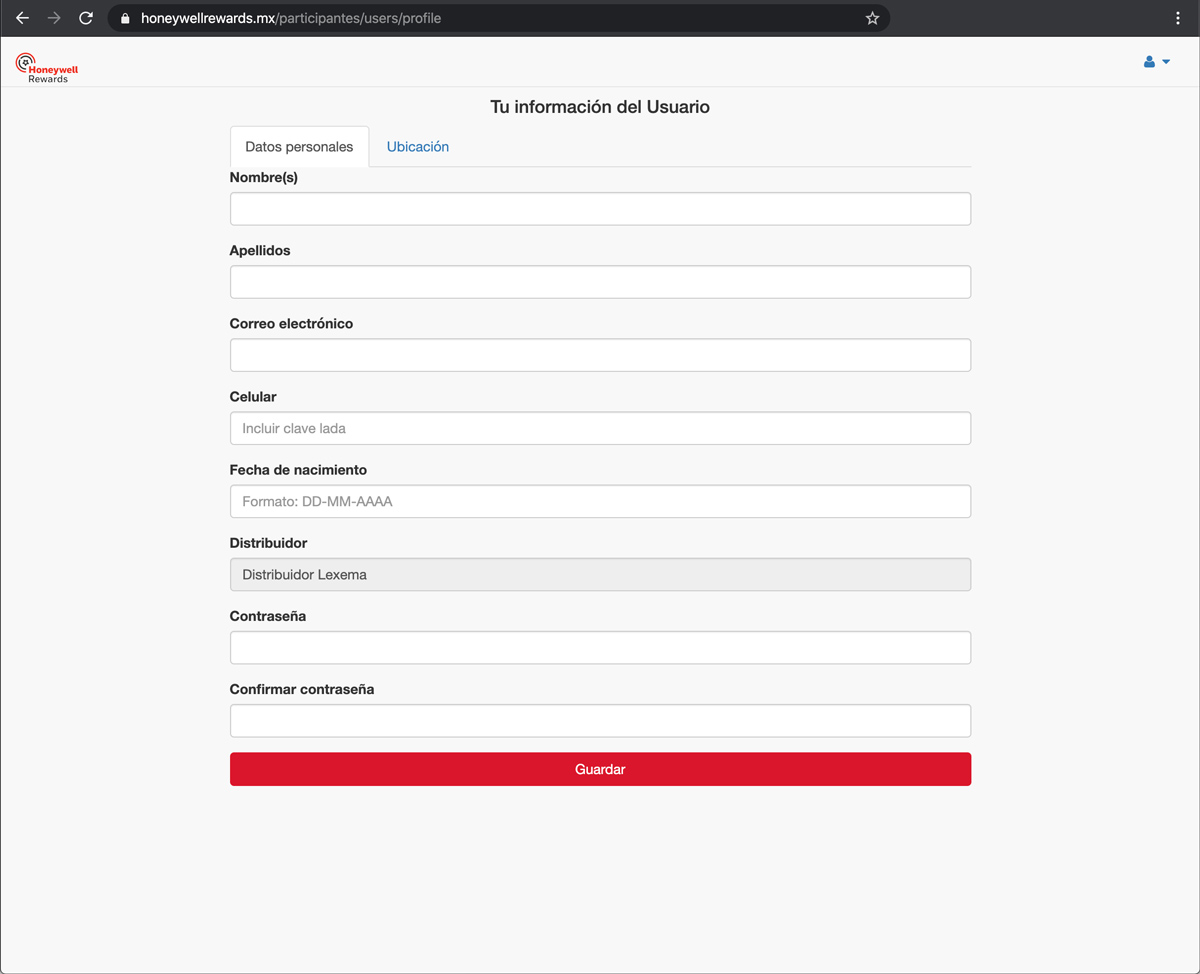 honeywellrewards.mx/participantes/users/profile
Honeywell
Rewards
Tu información del Usuario
Datos personales
Ubicación
Nombre(s)
Apellidos
Correo electrónico
Celular
Incluir clave lada
Fecha de nacimiento
Formato: DD-MM-AAAA
Distribuidor
Distribuidor Lexema
Contraseña
Confirmar contraseña
Guardar